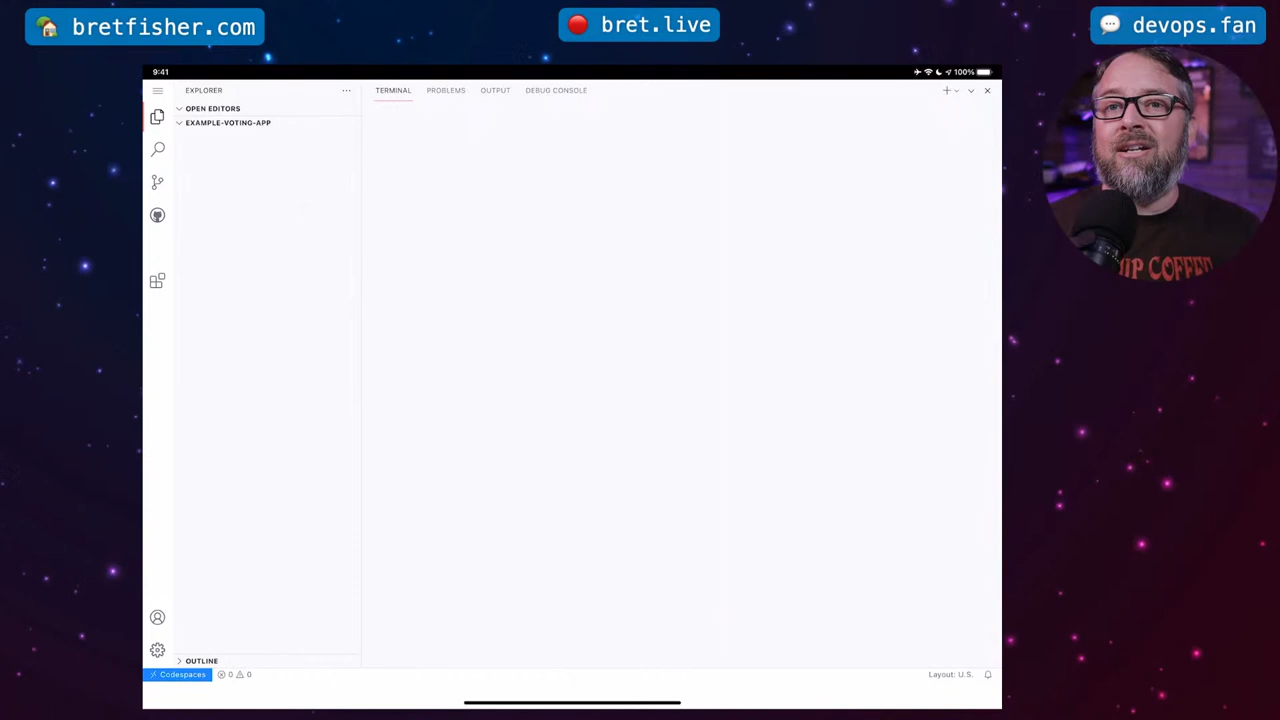 bretfisher.com
bret.live
devops.fan
9:41
100%
EXPLORER
TERMINAL PROBLEMS OUTPUT DEBUG CONSOLE
OPEN EDITORS
EXAMPLE-VOTING-APP
OUTLINE
Codespaces 0 0
Layout: U.S.
COFFEE